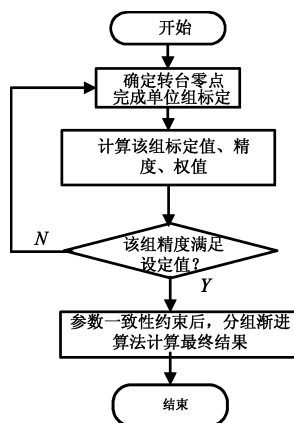 开始
确定转台零点
完成单位组标定
计算该组标定值、精
度、权值
该组精度满足
设定值?
N
Y
参数一致性约束后，分组渐进
算法计算最终结果
结束